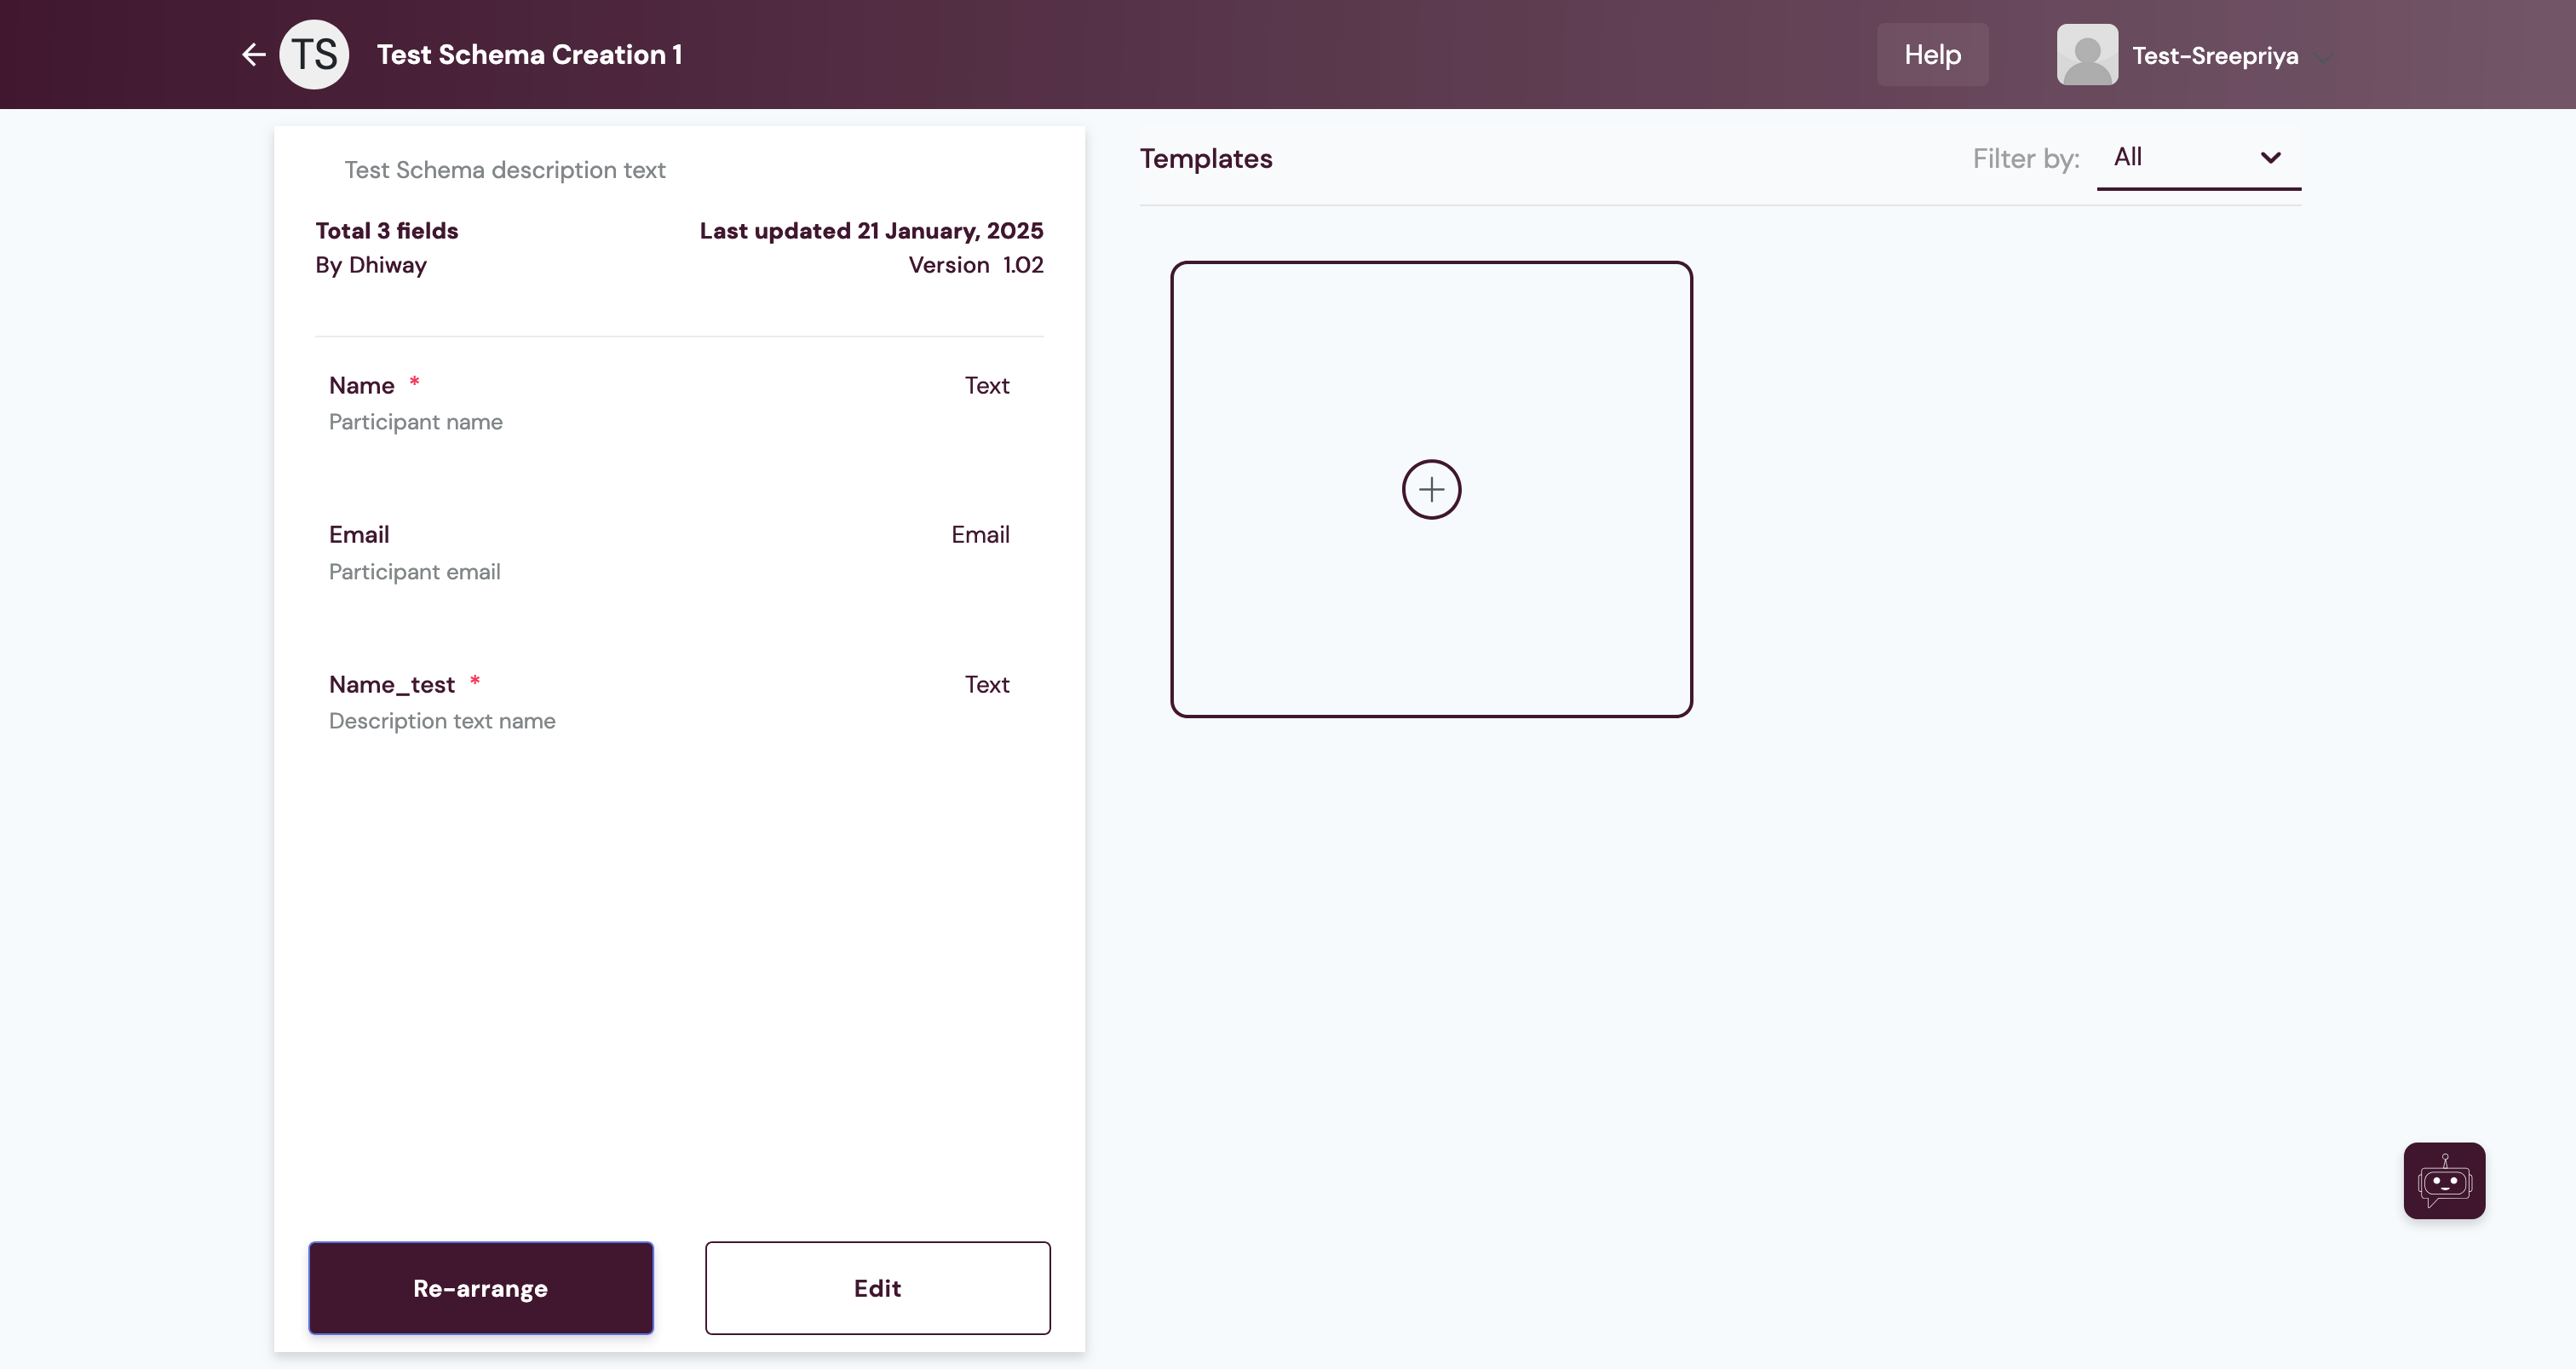 TS Test Schema Creation 1
Help
Test-Sreepriya
Test Schema description text
Total 3 fields
Last updated 21 January, 2025
By Dhiway
Version 1.02
Name *
Text
Participant name
Email
Email
Participant email
Name_test *
Text
Description text name
Re-arrange
Edit
Templates
Filter by: All